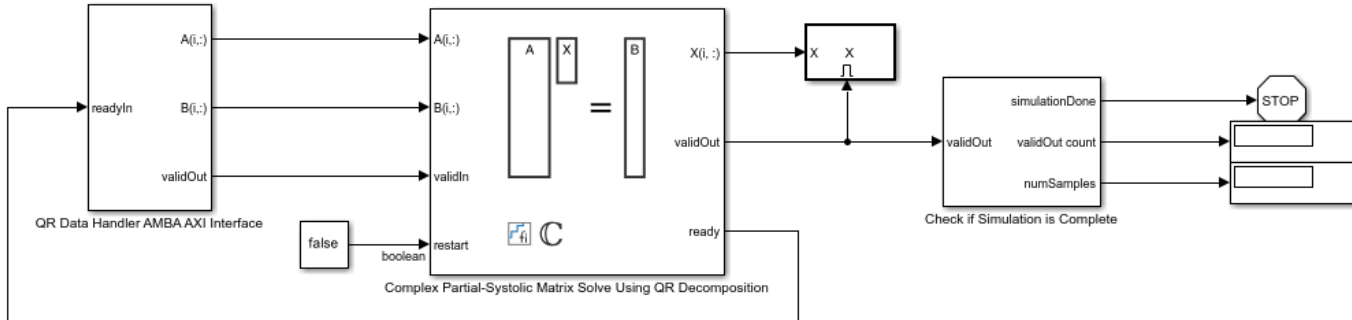 A(i,:)
readyIn
B(i,:)
validOut
QR Data Handler AMBA AXI Interface
false
boolean
A(i,:)
B(i,:)
validIn
restart
A
X
=
B
fi
ℂ
X(i, :)
validOut
ready
Complex Partial-Systolic Matrix Solve Using QR Decomposition
X
X
validOut
simulationDone
validOut count
numSamples
Check if Simulation is Complete
STOP